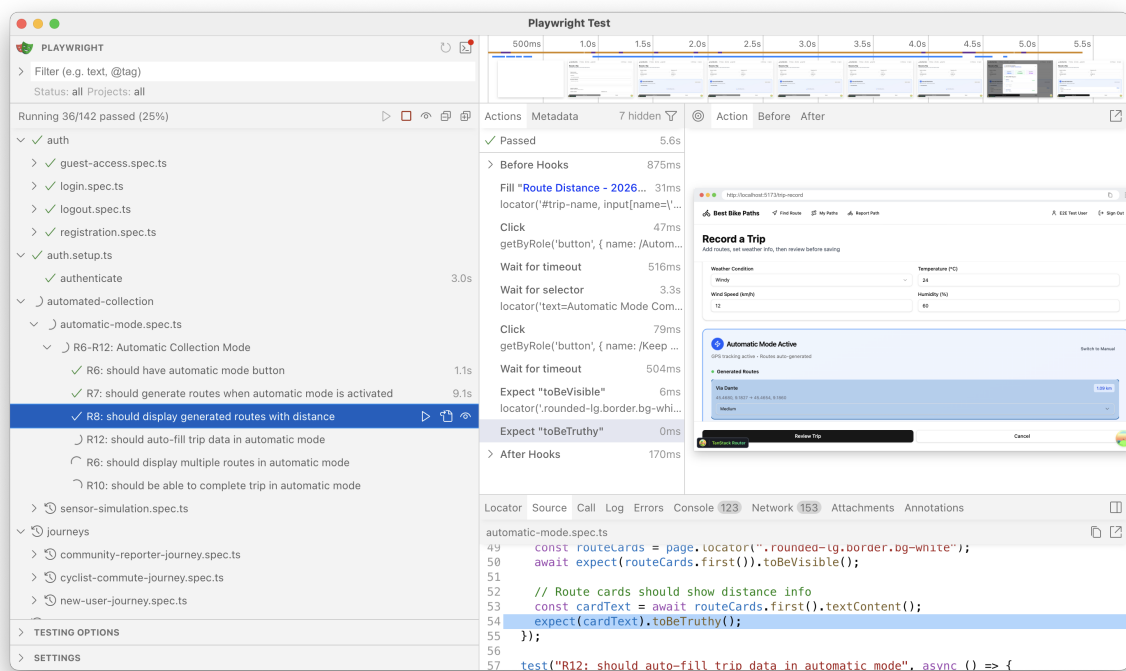 Playwright Test
PLAYWRIGHT
Filter (e.g. text, @tag)
Status: all Projects: all
Running 36/142 passed (25%)
auth
guest-access.spec.ts
login.spec.ts
logout.spec.ts
registration.spec.ts
auth.setup.ts
authenticate 3.0s
automated-collection
automatic-mode.spec.ts
R6-R12: Automatic Collection Mode
R6: should have automatic mode button 1.1s
R7: should generate routes when automatic mode is activated 9.1s
R8: should display generated routes with distance
R12: should auto-fill trip data in automatic mode
R6: should display multiple routes in automatic mode
R10: should be able to complete trip in automatic mode
sensor-simulation.spec.ts
journeys
community-reporter-journey.spec.ts
cyclist-commute-journey.spec.ts
new-user-journey.spec.ts
TESTING OPTIONS
SETTINGS
500ms 1.0s 1.5s 2.0s 2.5s 3.0s 3.5s 4.0s 4.5s 5.0s 5.5s
Actions Metadata 7 hidden
Passed 5.6s
Before Hooks 875ms
Fill "Route Distance - 2026... 31ms
locator('#trip-name, input[name=\'...
Click 47ms
getByRole('button', { name: /Autom...
Wait for timeout 516ms
Wait for selector 3.3s
locator('text=Automatic Mode Com...
Click 79ms
getByRole('button', { name: /Keep ...
Wait for timeout 504ms
Expect "toBeVisible" 6ms
locator('.rounded-lg.border.bg-whi...
Expect "toBeTruthy" 0ms
After Hooks 170ms
Action Before After
http://localhost:5173/trip-record
Best Bike Paths Find Route My Paths Report Path E2E Test User Sign Out
Record a Trip
Add routes, set weather info, then review before saving
Weather Condition Temperature (°C)
Windy 24
Wind Speed (km/h) Humidity (%)
12 60
Automatic Mode Active Switch to Manual
GPS tracking active • Routes auto-generated
Generated Routes
Via Dante 1.99 km
Medium
Review Trip Cancel
TanStack Router
Locator Source Call Log Errors Console 123 Network 153 Attachments Annotations
automatic-mode.spec.ts
49 const routeCards = page.locator(".rounded-lg.border.bg-white");
50 await expect(routeCards.first()).toBeVisible();
51
52 // Route cards should show distance info
53 const cardText = await routeCards.first().textContent();
54 expect(cardText).toBeTruthy();
55 });
56
57 test("R12: should auto-fill trip data in automatic mode", async () => {